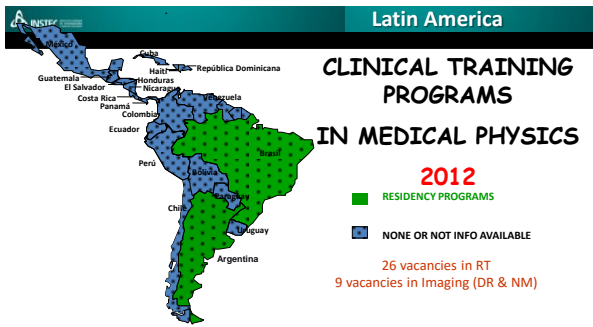 INSTEC
Latin America
México
Cuba
Haití
República Dominicana
Guatemala
Honduras
El Salvador
Nicaragua
Costa Rica
Venezuela
Panamá
Colombia
Ecuador
Brasil
Perú
Bolivia
Paraguay
Chile
Uruguay
Argentina
CLINICAL TRAINING
PROGRAMS
IN MEDICAL PHYSICS
2012
RESIDENCY PROGRAMS
NONE OR NOT INFO AVAILABLE
26 vacancies in RT
9 vacancies in Imaging (DR & NM)